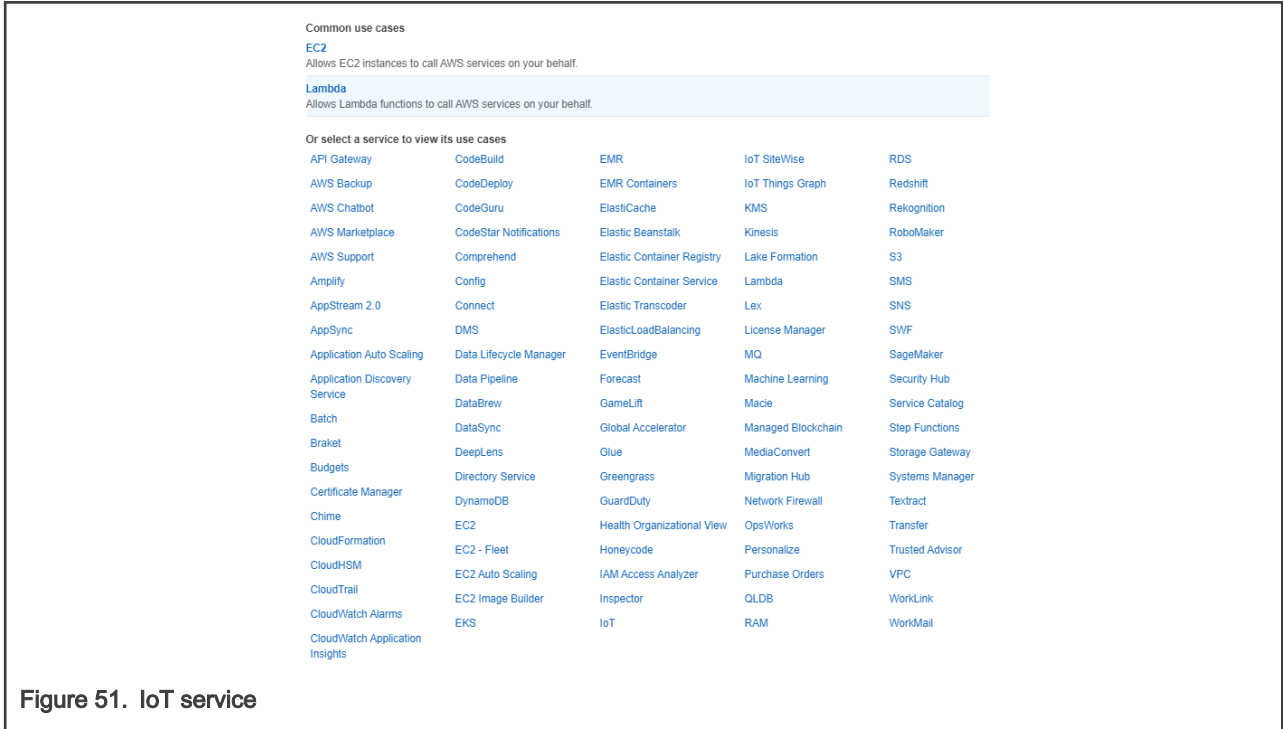 Common use cases
EC2
Allows EC2 instances to call AWS services on your behalf.
Lambda
Allows Lambda functions to call AWS services on your behalf.
Or select a service to view its use cases
API Gateway
AWS Backup
AWS Chatbot
AWS Marketplace
AWS Support
Amplify
AppStream 2.0
AppSync
Application Auto Scaling
Application Discovery
Service
Batch
Braket
Budgets
Certificate Manager
Chime
CloudFormation
CloudHSM
CloudTrail
CloudWatch Alarms
CloudWatch Application
Insights
CodeBuild
CodeDeploy
CodeGuru
CodeStar Notifications
Comprehend
Config
Connect
DMS
Data Lifecycle Manager
Data Pipeline
DataBrew
DataSync
DeepLens
Directory Service
DynamoDB
EC2
EC2 - Fleet
EC2 Auto Scaling
EC2 Image Builder
EKS
EMR
EMR Containers
ElastiCache
Elastic Beanstalk
Elastic Container Registry
Elastic Container Service
Elastic Transcoder
ElasticLoadBalancing
EventBridge
Forecast
GameLift
Global Accelerator
Glue
Greengrass
GuardDuty
Health Organizational View
Honeycode
IAM Access Analyzer
Inspector
IoT
IoT SiteWise
IoT Things Graph
KMS
Kinesis
Lake Formation
Lambda
Lex
License Manager
MQ
Machine Learning
Macie
Managed Blockchain
MediaConvert
Migration Hub
Network Firewall
OpsWorks
Personalize
Purchase Orders
QLDB
RAM
RDS
Redshift
Rekognition
RoboMaker
S3
SMS
SNS
SWF
SageMaker
Security Hub
Service Catalog
Step Functions
Storage Gateway
Systems Manager
Textract
Transfer
Trusted Advisor
VPC
WorkLink
WorkMail
Figure 51. IoT service